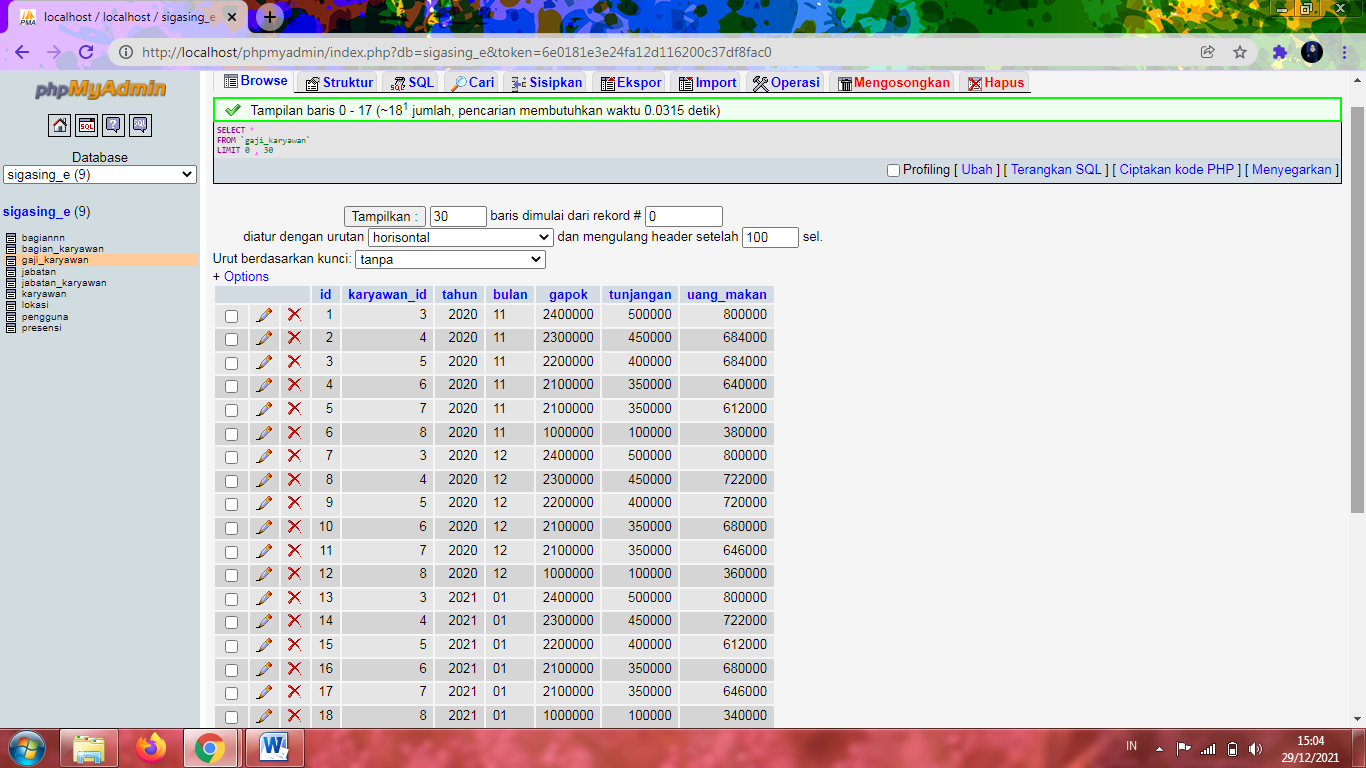 localhost / localhost / sigasing_e
http://localhost/phpmyadmin/index.php?db=sigasing_e&token=6e0181e3e24fa12d116200c37df8fac0
phpMyAdmin
Database
sigasing_e (9)
sigasing_e (9)
bagiannn
bagian_karyawan
gaji_karyawan
jabatan
jabatan_karyawan
karyawan
lokasi
pengguna
presensi
Browse Struktur SQL Cari Sisipkan Ekspor Import Operasi Mengosongkan Hapus
Tampilan baris 0 - 17 (~18¹ jumlah, pencarian membutuhkan waktu 0.0315 detik)
SELECT *
FROM `gaji_karyawan`
LIMIT 0 , 30
Profiling [ Ubah ] [ Terangkan SQL ] [ Ciptakan kode PHP ] [ Menyegarkan ]
Tampilkan : 30 baris dimulai dari rekord # 0
diatur dengan urutan horisontal dan mengulang header setelah 100 sel.
Urut berdasarkan kunci: tanpa
+ Options
id karyawan_id tahun bulan gapok tunjangan uang_makan
1 3 2020 11 2400000 500000 800000
2 4 2020 11 2300000 450000 684000
3 5 2020 11 2200000 400000 684000
4 6 2020 11 2100000 350000 640000
5 7 2020 11 2100000 350000 612000
6 8 2020 11 1000000 100000 380000
7 3 2020 12 2400000 500000 800000
8 4 2020 12 2300000 450000 722000
9 5 2020 12 2200000 400000 720000
10 6 2020 12 2100000 350000 680000
11 7 2020 12 2100000 350000 646000
12 8 2020 12 1000000 100000 360000
13 3 2021 01 2400000 500000 800000
14 4 2021 01 2300000 450000 722000
15 5 2021 01 2200000 400000 612000
16 6 2021 01 2100000 350000 680000
17 7 2021 01 2100000 350000 646000
18 8 2021 01 1000000 100000 340000
IN
15:04
29/12/2021